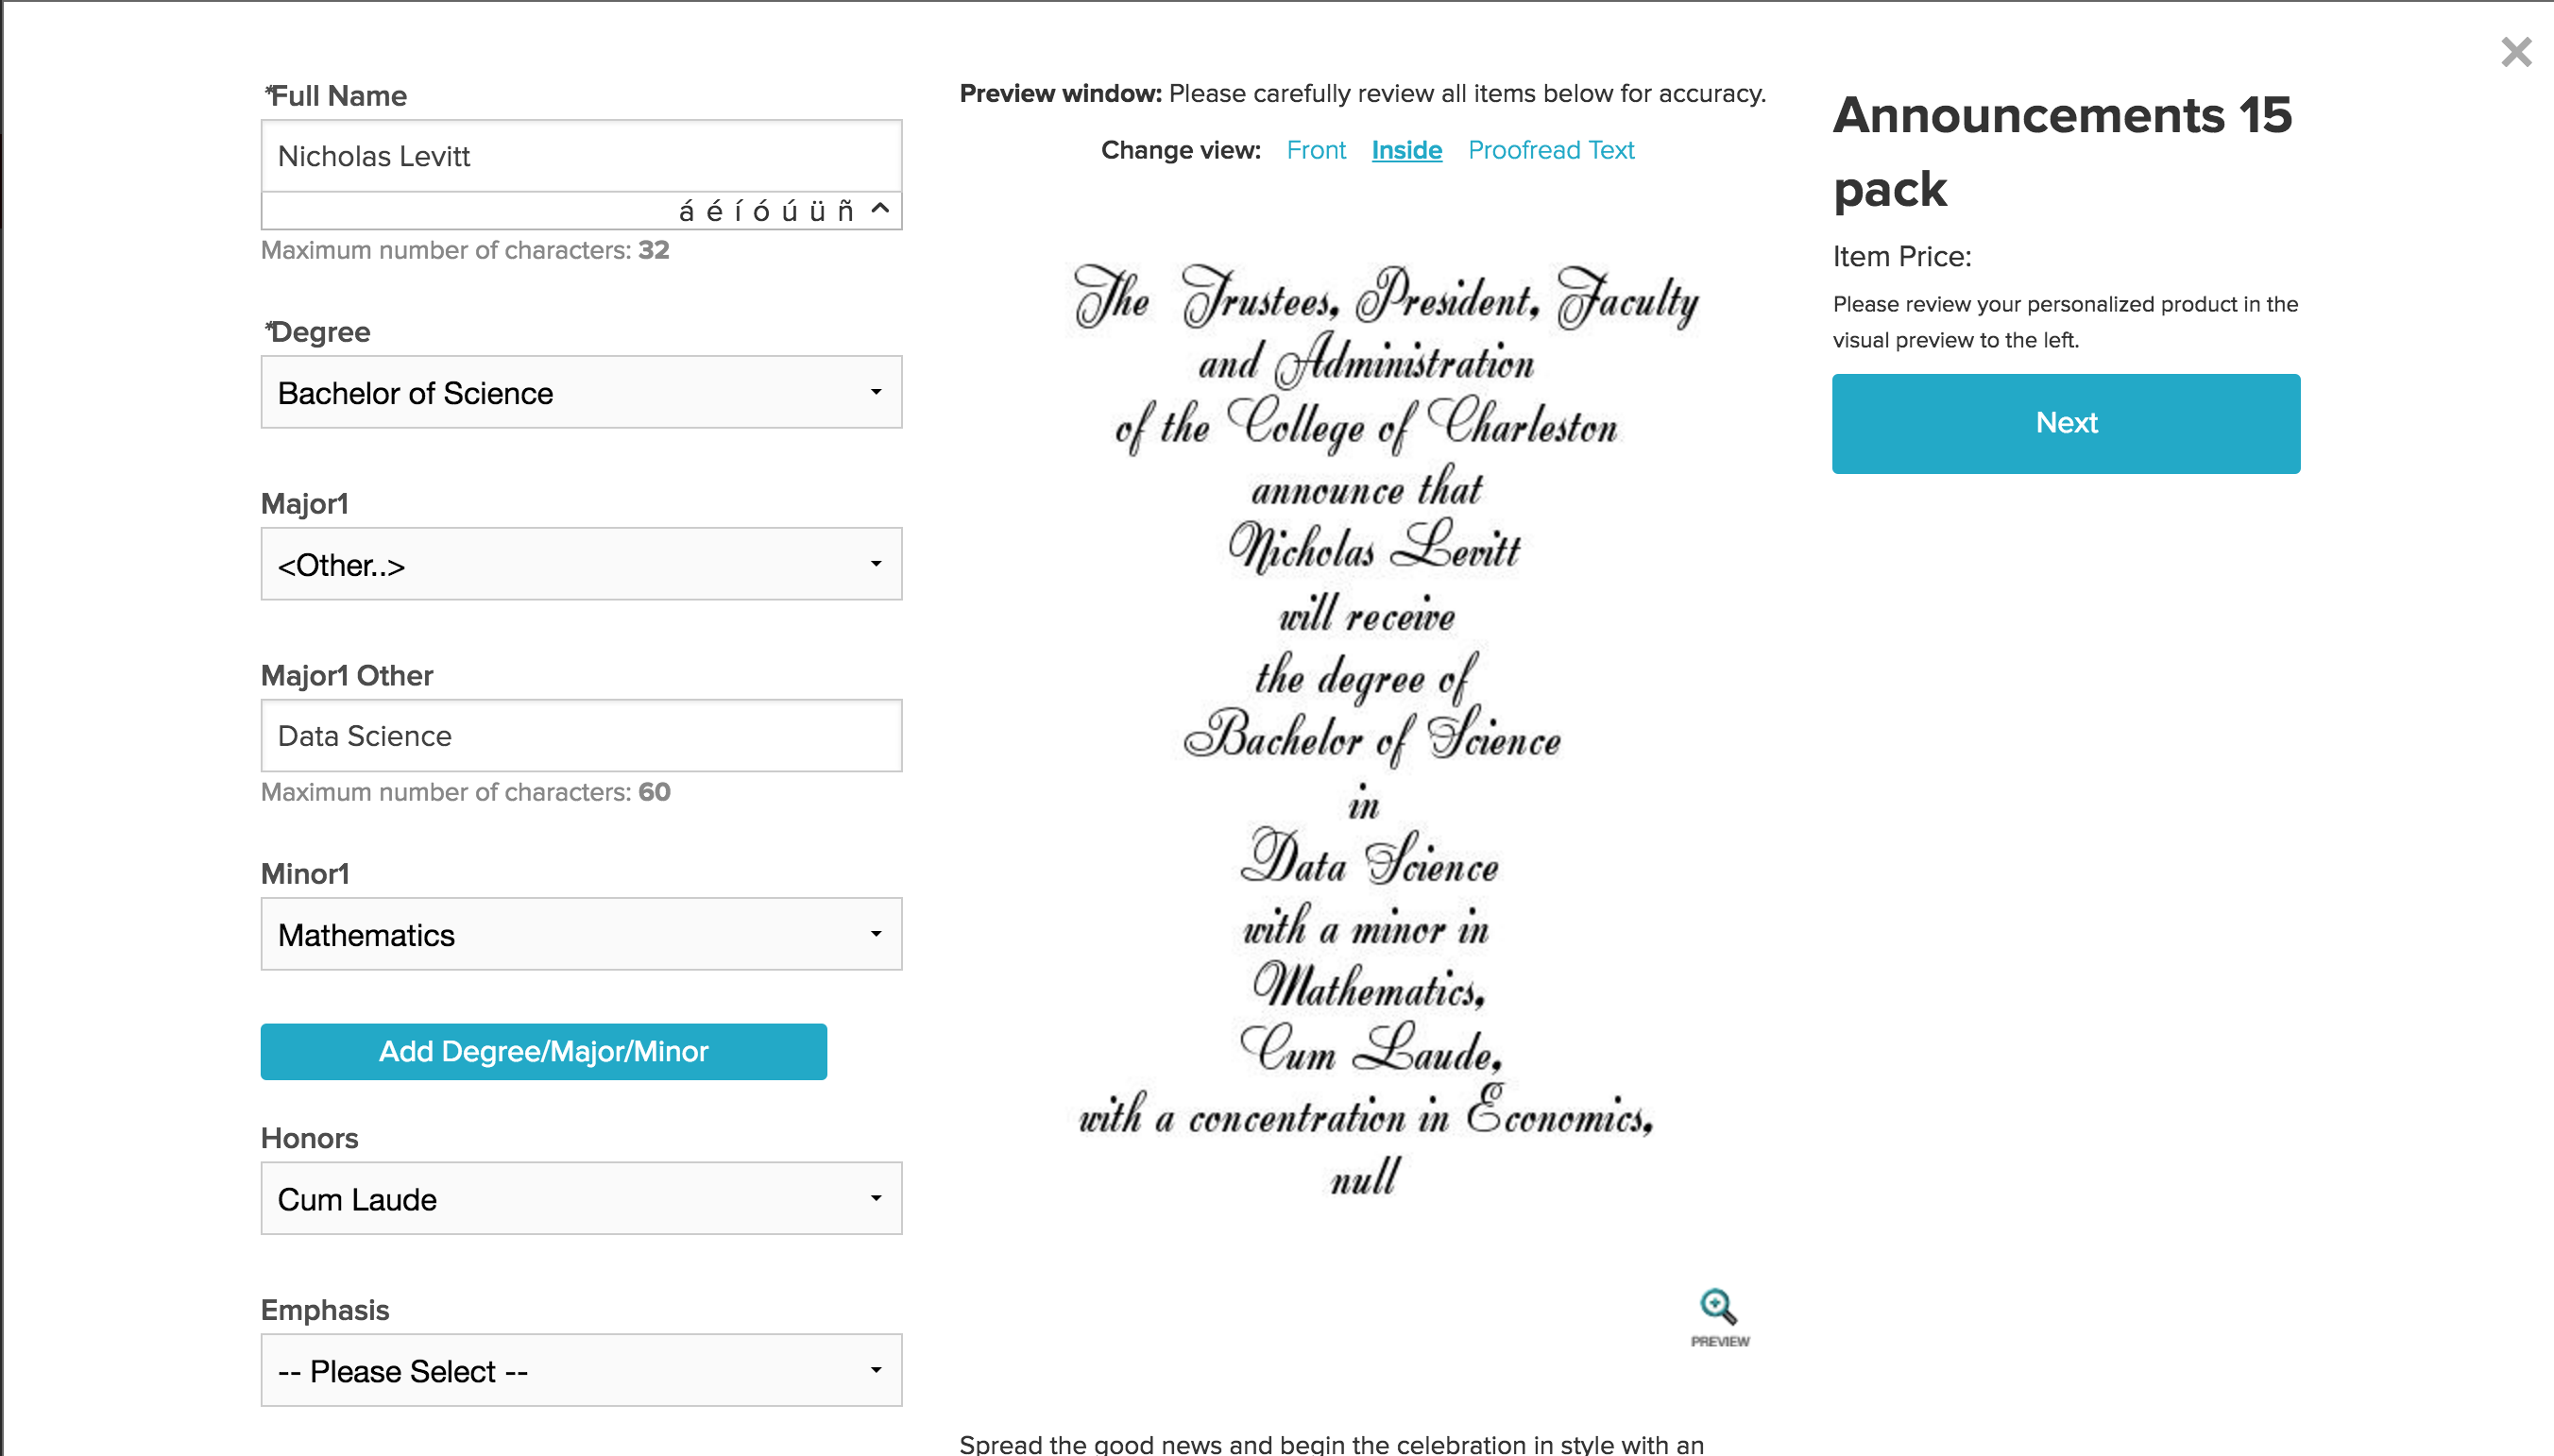 *Full Name
Nicholas Levitt
á é í ó ú ü ñ
Maximum number of characters: 32
*Degree
Bachelor of Science
Major1
<Other..>
Major1 Other
Data Science
Maximum number of characters: 60
Minor1
Mathematics
Add Degree/Major/Minor
Honors
Cum Laude
Emphasis
-- Please Select --
Preview window: Please carefully review all items below for accuracy.
Change view: Front Inside Proofread Text
The Trustees, President, Faculty
and Administration
of the College of Charleston
announce that
Nicholas Levitt
will receive
the degree of
Bachelor of Science
in
Data Science
with a minor in
Mathematics,
Cum Laude,
with a concentration in Economics,
null
PREVIEW
Spread the good news and begin the celebration in style with an
Announcements 15
pack
Item Price:
Please review your personalized product in the
visual preview to the left.
Next